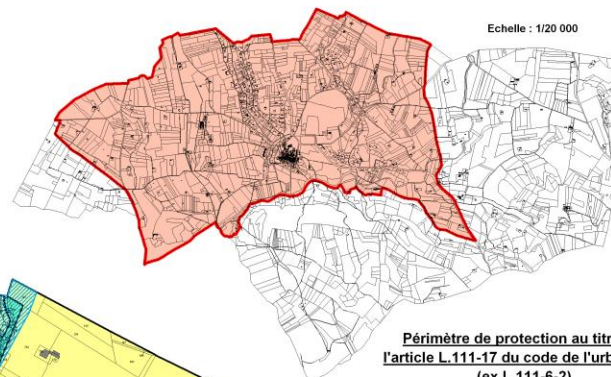 Echelle : 1/20 000
Périmètre de protection au titr
l'article L.111-17 du code de l'urb
(ex L.111-6-2)